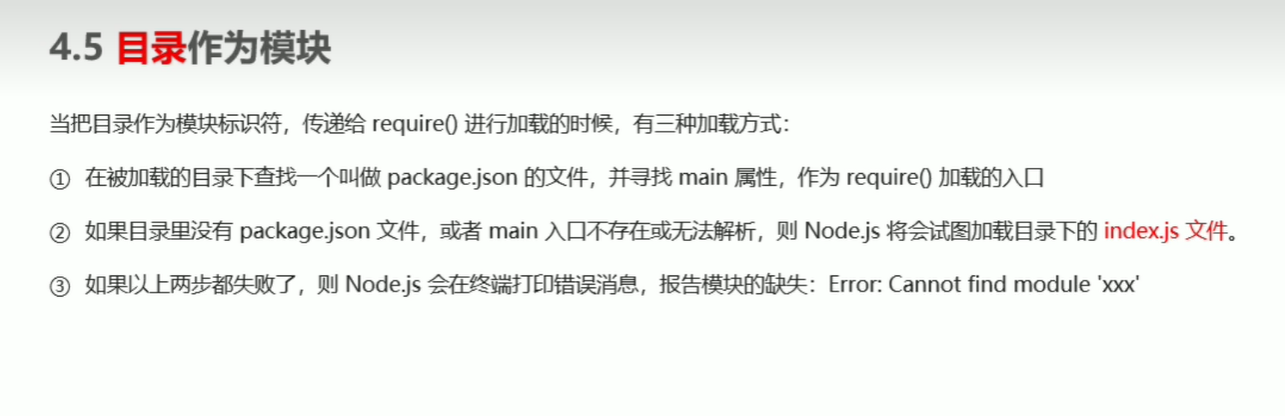 4.5 目录作为模块
当把目录作为模块标识符，传递给 require() 进行加载的时候，有三种加载方式：
① 在被加载的目录下查找一个叫做 package.json 的文件，并寻找 main 属性，作为 require() 加载的入口
② 如果目录里没有 package.json 文件，或者 main 入口不存在或无法解析，则 Node.js 将会试图加载目录下的 index.js 文件。
③ 如果以上两步都失败了，则 Node.js 会在终端打印错误消息，报告模块的缺失：Error: Cannot find module 'xxx'